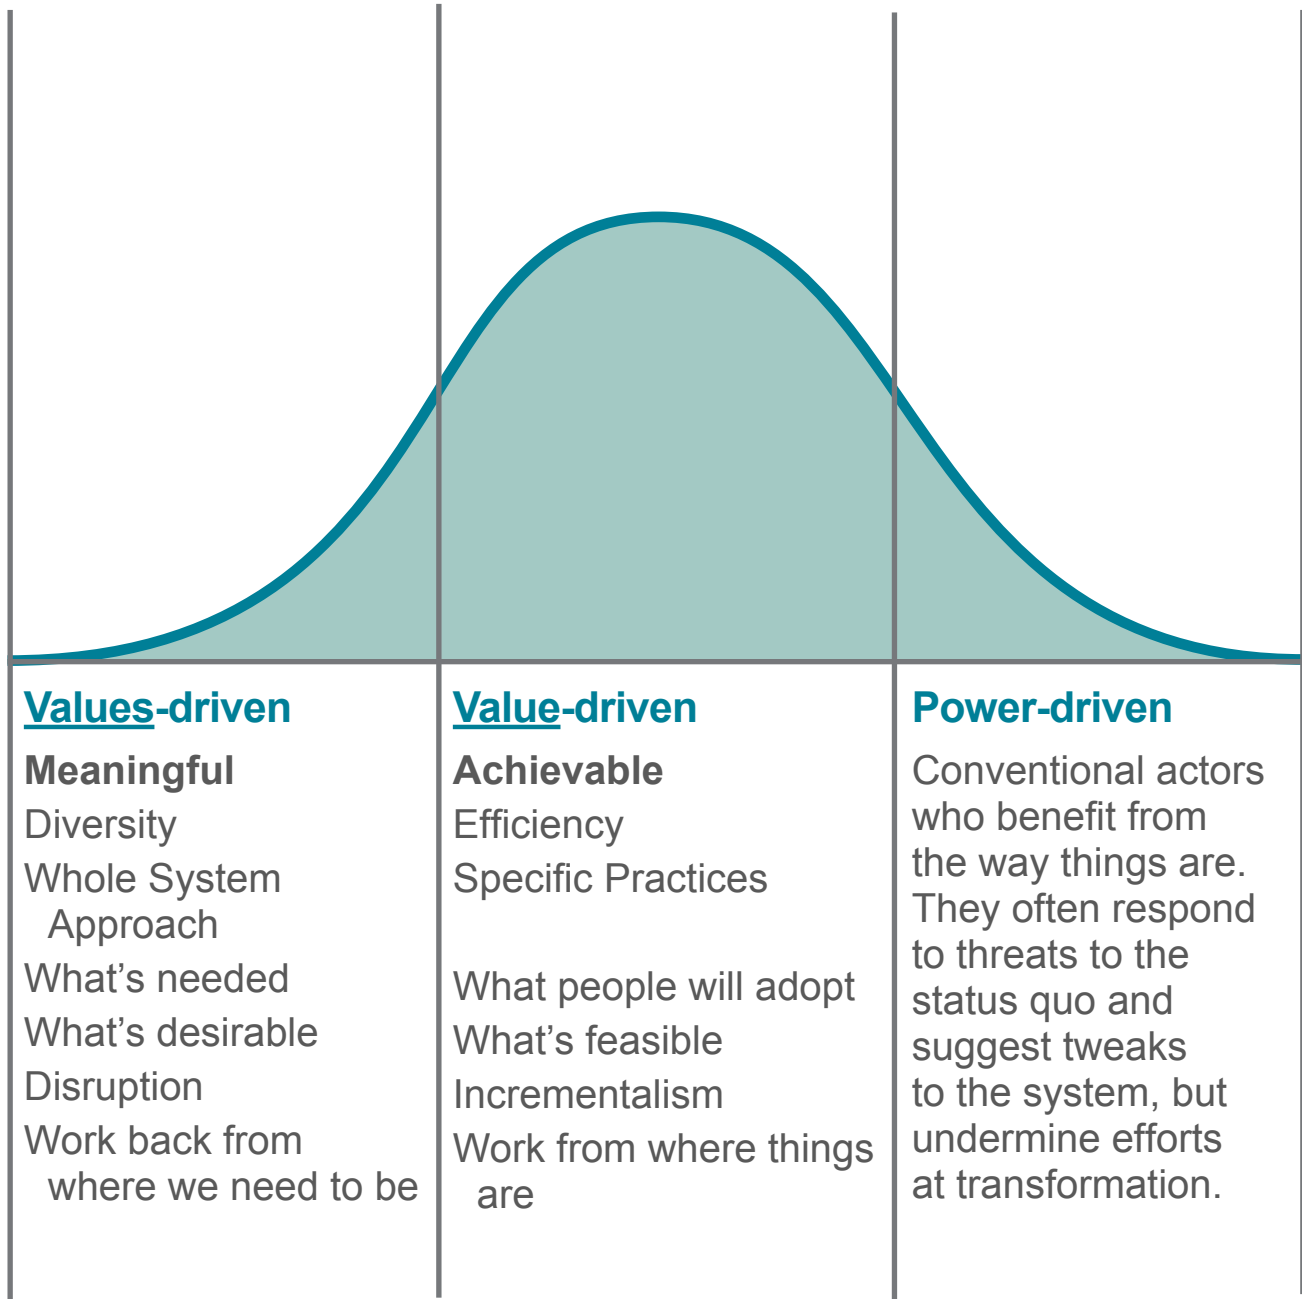 Values-driven
Meaningful
Diversity
Whole System
Approach
What’s needed
What’s desirable
Disruption
Work back from
where we need to be
Value-driven
Achievable
Efficiency
Specific Practices
What people will adopt
What’s feasible
Incrementalism
Work from where things
are
Power-driven
Conventional actors
who benefit from
the way things are.
They often respond
to threats to the
status quo and
suggest tweaks
to the system, but
undermine efforts
at transformation.